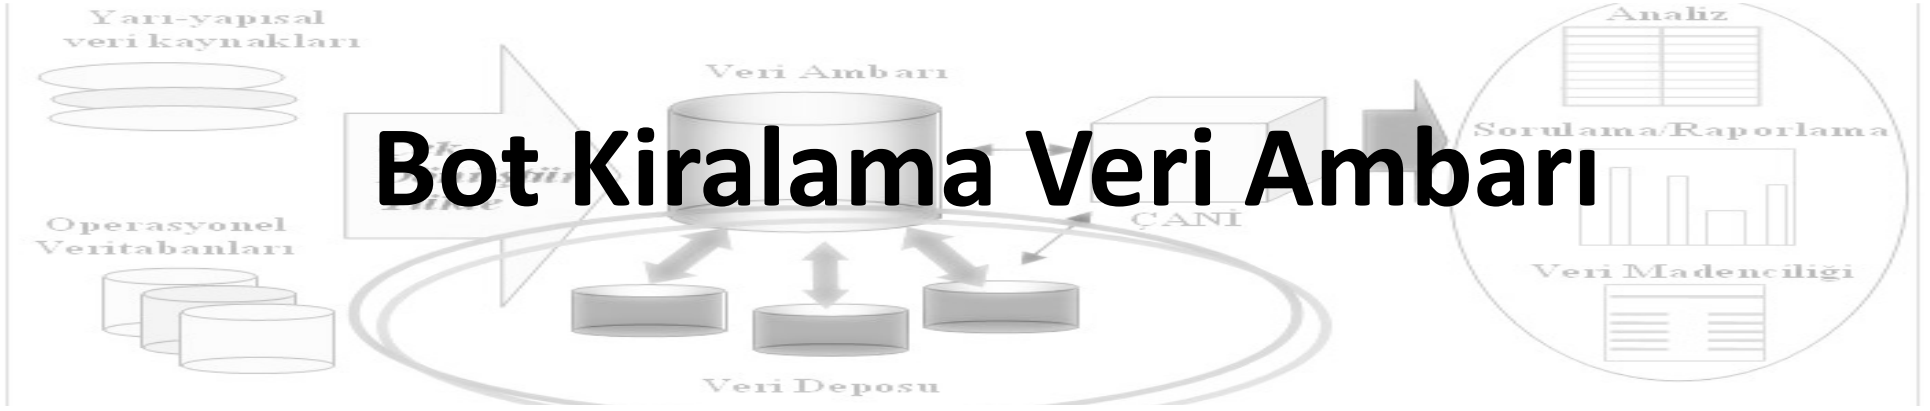 Yarı-yapısal
veri kaynakları
Operasyonel
Veritabanları
Bot Kiralama Veri Ambarı
Veri Ambarı
ÇANİ
Veri Deposu
Analiz
Sorulama/Raporlama
Veri Madenciliği